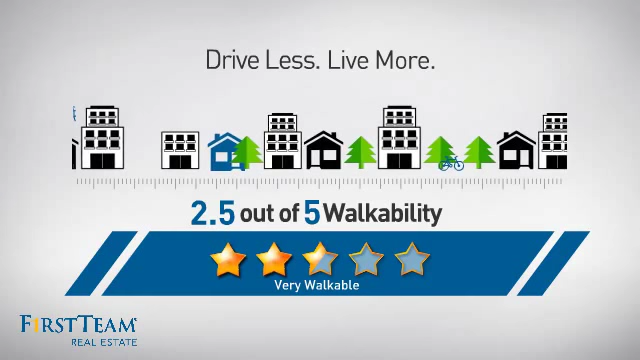 Drive Less. Live More.
2.5 out of 5 Walkability
Very Walkable
FIRSTTEAM®
REAL ESTATE